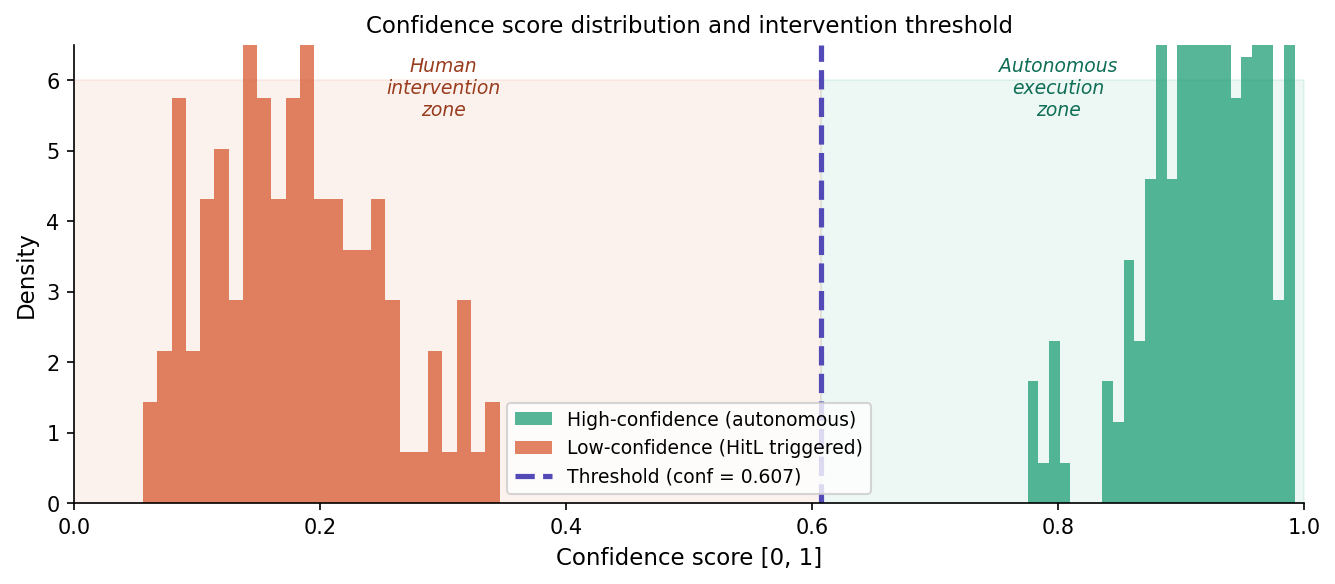 Confidence score distribution and intervention threshold
Human
intervention
zone
Autonomous
execution
zone
Density
6
5
4
3
2
1
0
High-confidence (autonomous)
Low-confidence (HitL triggered)
Threshold (conf = 0.607)
0.0 0.2 0.4 0.6 0.8 1.0
Confidence score [0, 1]